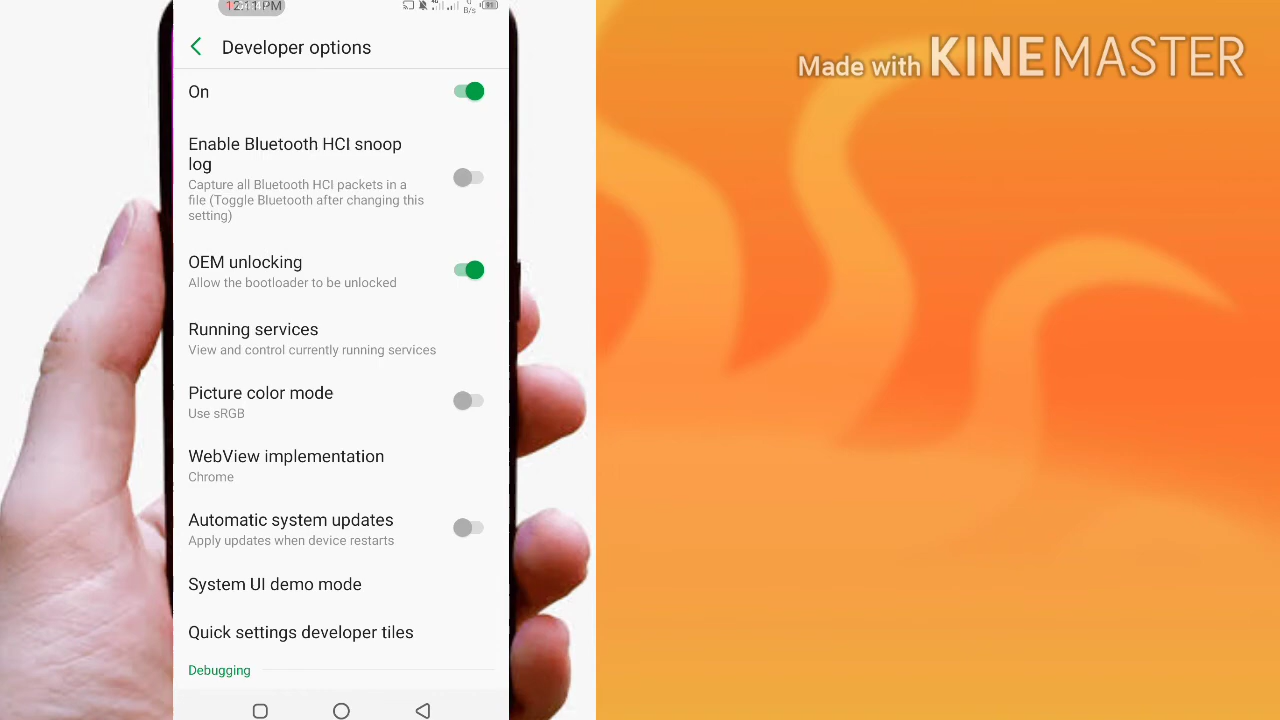 12:11 PM
B/s
Developer options
On
Enable Bluetooth HCI snoop
log
Capture all Bluetooth HCI packets in a
file (Toggle Bluetooth after changing this
setting)
OEM unlocking
Allow the bootloader to be unlocked
Running services
View and control currently running services
Picture color mode
Use sRGB
WebView implementation
Chrome
Automatic system updates
Apply updates when device restarts
System UI demo mode
Quick settings developer tiles
Debugging
Made with KINEMASTER